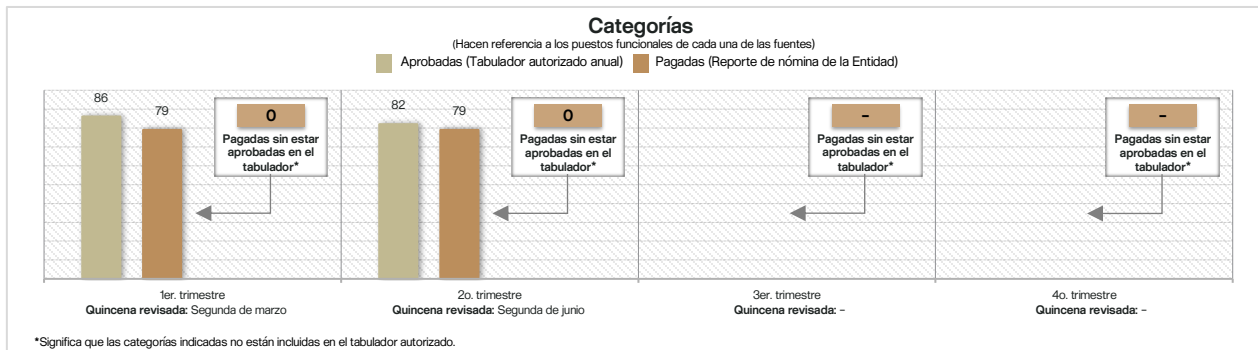 Categorías
(Hacen referencia a los puestos funcionales de cada una de las fuentes)
Aprobadas (Tabulador autorizado anual) Pagadas (Reporte de nómina de la Entidad)
86
79
0
Pagadas sin estar
aprobadas en el
tabulador*
82
79
0
Pagadas sin estar
aprobadas en el
tabulador*
-
Pagadas sin estar
aprobadas en el
tabulador*
-
Pagadas sin estar
aprobadas en el
tabulador*
1er. trimestre
Quincena revisada: Segunda de marzo
2o. trimestre
Quincena revisada: Segunda de junio
3er. trimestre
Quincena revisada: -
4o. trimestre
Quincena revisada: -
*Significa que las categorías indicadas no están incluidas en el tabulador autorizado.